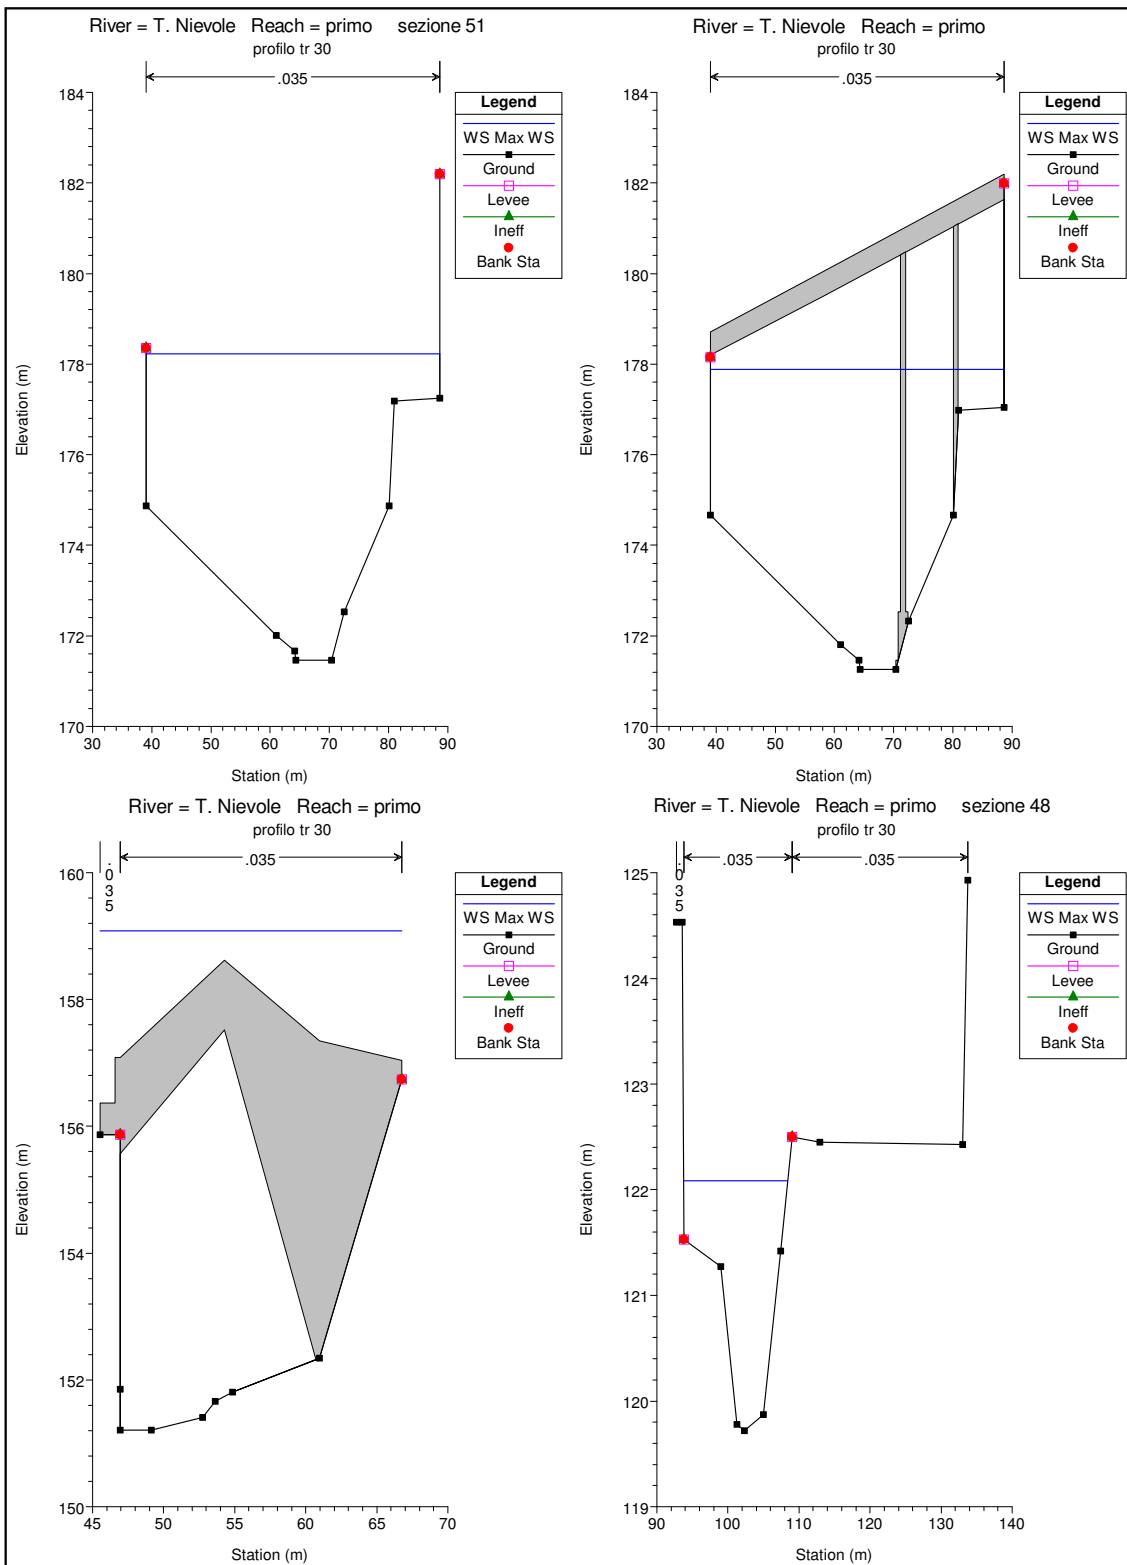 River = T. Nievole Reach = primo sezione 51
profilo tr 30
.035
184
182
180
178
176
174
172
170
30 40 50 60 70 80 90
Elevation (m)
Station (m)
Legend
WS Max WS
Ground
Levee
Ineff
Bank Sta
River = T. Nievole Reach = primo
profilo tr 30
.035
184
182
180
178
176
174
172
170
30 40 50 60 70 80 90
Elevation (m)
Station (m)
Legend
WS Max WS
Ground
Levee
Ineff
Bank Sta
River = T. Nievole Reach = primo
profilo tr 30
.035
.035
160
158
156
154
152
150
45 50 55 60 65 70
Elevation (m)
Station (m)
Legend
WS Max WS
Ground
Levee
Ineff
Bank Sta
River = T. Nievole Reach = primo sezione 48
profilo tr 30
.035
.035
.035
125
124
123
122
121
120
119
90 100 110 120 130 140
Elevation (m)
Station (m)
Legend
WS Max WS
Ground
Levee
Ineff
Bank Sta